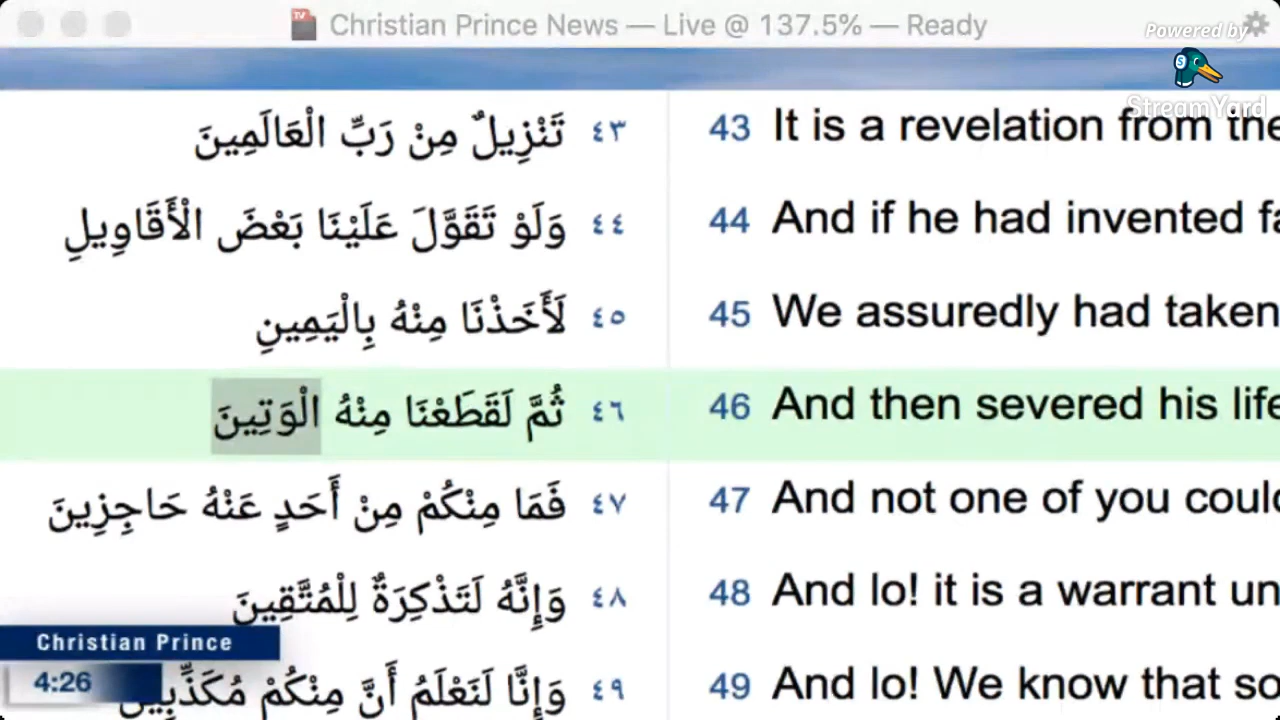 Christian Prince News — Live @ 137.5% — Ready
Powered by
StreamYard
تَنْزِيلٌ مِنْ رَبِّ الْعَالَمِينَ ٤٣
43 It is a revelation from the
وَلَوْ تَقَوَّلَ عَلَيْنَا بَعْضَ الْأَقَاوِيلِ ٤٤
44 And if he had invented fa
لَأَخَذْنَا مِنْهُ بِالْيَمِينِ ٤٥
45 We assuredly had taken
ثُمَّ لَقَطَعْنَا مِنْهُ الْوَتِينَ ٤٦
46 And then severed his life
فَمَا مِنْكُمْ مِنْ أَحَدٍ عَنْهُ حَاجِزِينَ ٤٧
47 And not one of you could
وَإِنَّهُ لَتَذْكِرَةٌ لِلْمُتَّقِينَ ٤٨
48 And lo! it is a warrant un
وَإِنَّا لَنَعْلَمُ أَنَّ مِنْكُمْ مُكَذِّبِينَ ٤٩
49 And lo! We know that so
Christian Prince
4:26